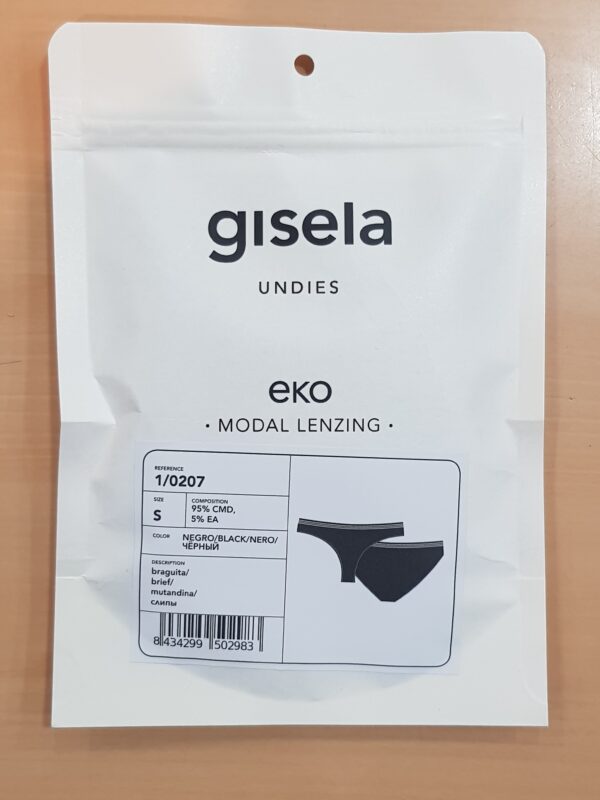 gisela
UNDIES
eko
· MODAL LENZING ·
REFERENCE
1/0207
SIZE
S
COMPOSITION
95% CMD,
5% EA
COLOR
NEGRO/BLACK/NERO/
ЧЁРНЫЙ
DESCRIPTION
braguita/
brief/
mutandina/
слипы
8 434299 502983